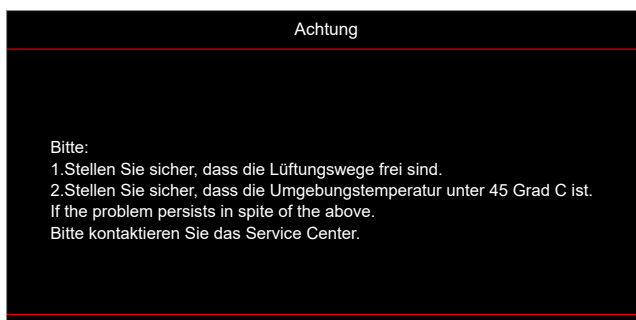 Achtung
Bitte:
1.Stellen Sie sicher, dass die Lüftungswege frei sind.
2.Stellen Sie sicher, dass die Umgebungstemperatur unter 45 Grad C ist.
If the problem persists in spite of the above.
Bitte kontaktieren Sie das Service Center.